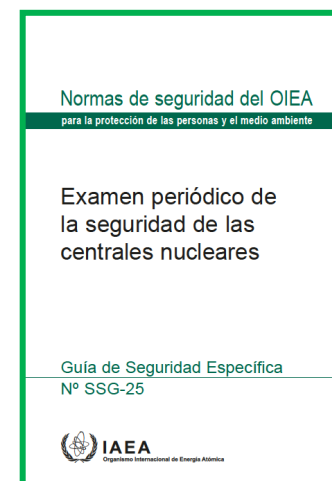 Normas de seguridad del OIEA
para la protección de las personas y el medio ambiente
Examen periódico de
la seguridad de las
centrales nucleares
Guía de Seguridad Específica
Nº SSG-25
IAEA
Organismo Internacional de Energía Atómica